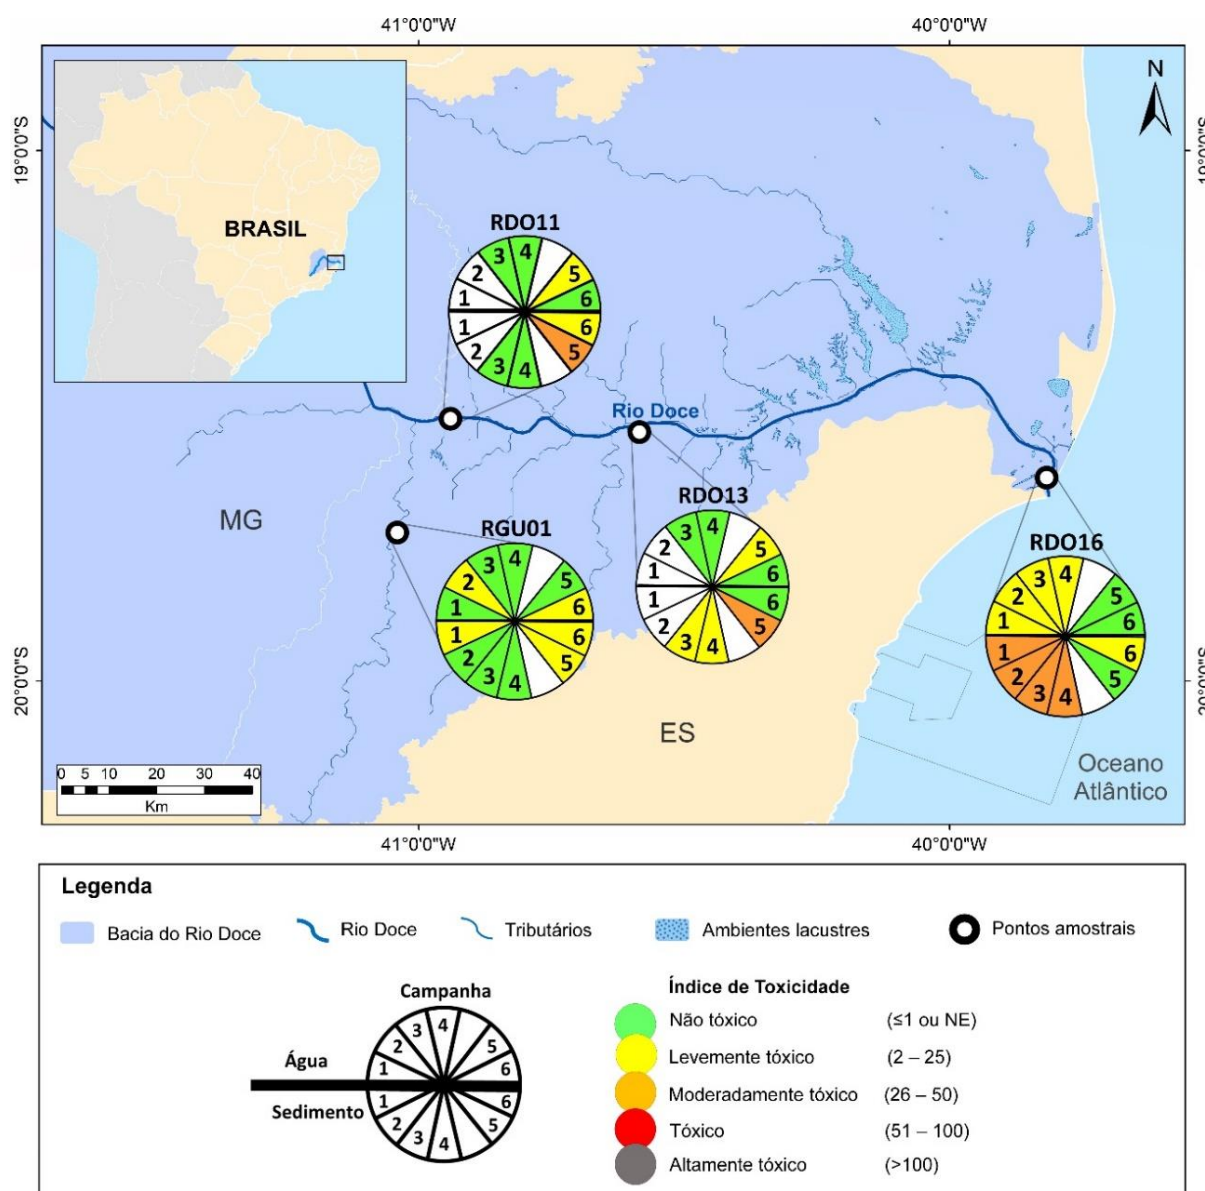 41°0'0"W 40°0'0"W
N
19°0'0"S 19°0'0"S
BRASIL
RDO11
3 4
2 5
1 6
1 6
2 5
3 4
Rio Doce
MG
RGU01
3 4
2 5
1 6
1 6
2 5
3 4
RDO13
3 4
2 5
1 6
1 6
2 5
3 4
RDO16
3 4
2 5
1 6
1 6
2 5
3 4
20°0'0"S 20°0'0"S
ES
Oceano
Atlântico
0 5 10 20 30 40
Km
41°0'0"W 40°0'0"W
Legenda
Bacia do Rio Doce Rio Doce Tributários Ambientes lacustres Pontos amostrais
Campanha
3 4
2 5
1 6
Água
Sedimento
1 6
2 5
3 4
Índice de Toxicidade
Não tóxico (≤1 ou NE)
Levemente tóxico (2 – 25)
Moderadamente tóxico (26 – 50)
Tóxico (51 – 100)
Altamente tóxico (>100)